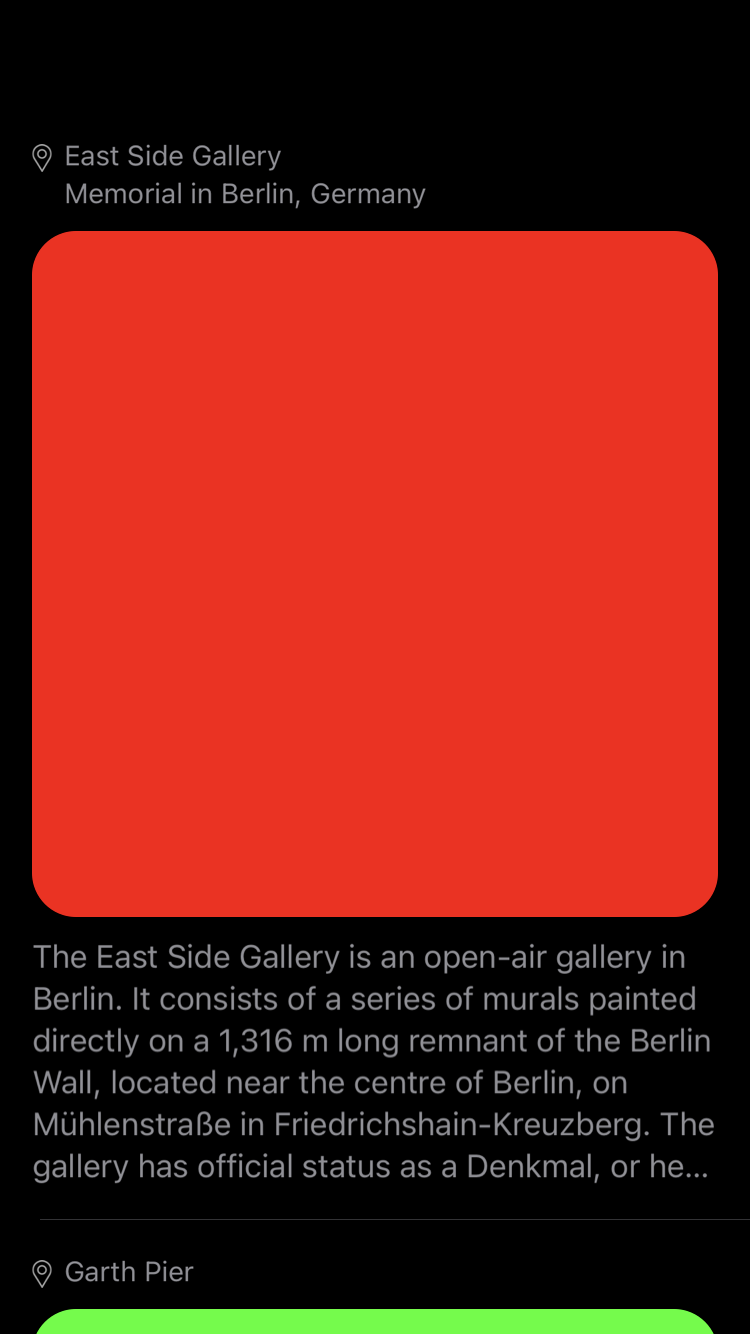 East Side Gallery
Memorial in Berlin, Germany
The East Side Gallery is an open-air gallery in
Berlin. It consists of a series of murals painted
directly on a 1,316 m long remnant of the Berlin
Wall, located near the centre of Berlin, on
Mühlenstraße in Friedrichshain-Kreuzberg. The
gallery has official status as a Denkmal, or he...
Garth Pier